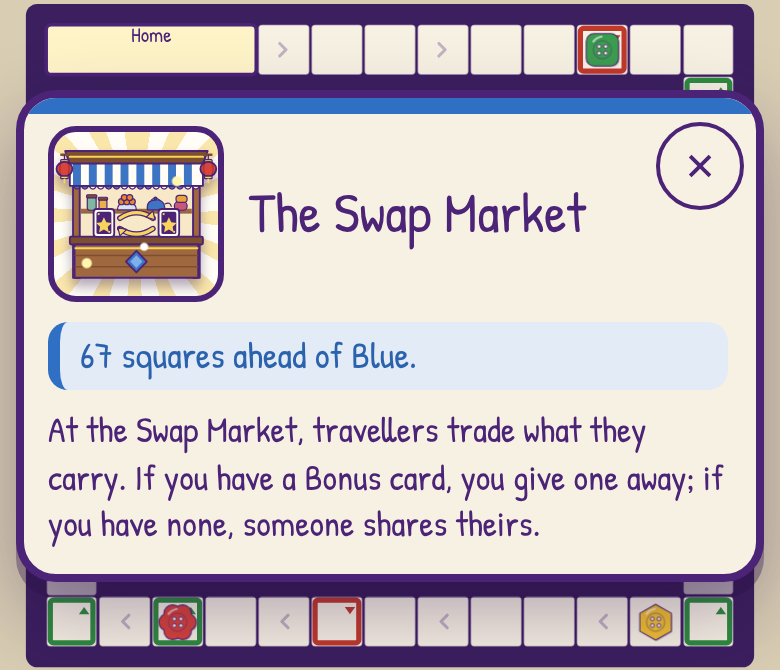 Home
The Swap Market
67 squares ahead of Blue.
At the Swap Market, travellers trade what they
carry. If you have a Bonus card, you give one away; if
you have none, someone shares theirs.